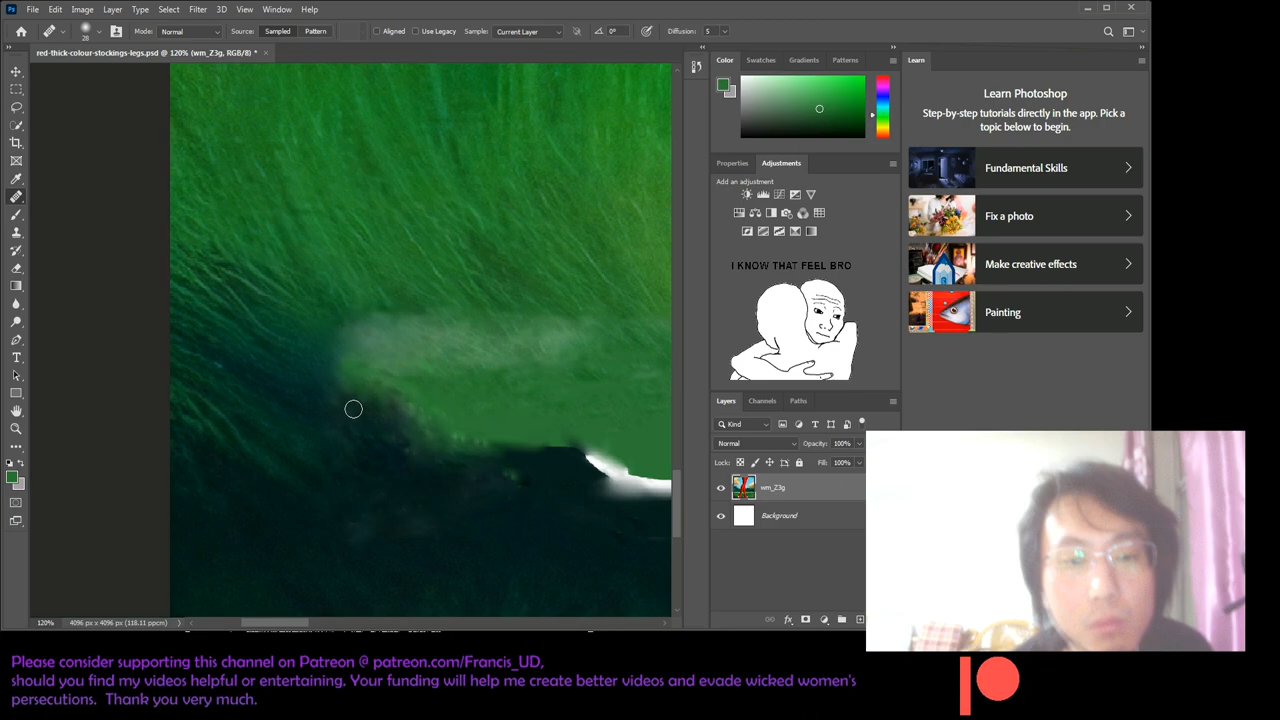 File Edit Image Layer Type Select Filter 3D View Window Help
28 Mode: Normal Source: Sampled Pattern Aligned Use Legacy Sample: Current Layer 0° Diffusion: 5
red-thick-colour-stockings-legs.psd @ 120% (wm_Z3g, RGB/8) *
Color Swatches Gradients Patterns
Properties Adjustments
Add an adjustment
I KNOW THAT FEEL BRO
Layers Channels Paths
Kind
Normal Opacity: 100%
Lock: Fill: 100%
wm_Z3g
Background
fx
Learn
Learn Photoshop
Step-by-step tutorials directly in the app. Pick a
topic below to begin.
Fundamental Skills
Fix a photo
Make creative effects
Painting
120% 4096 px x 4096 px (118.11 ppcm)
Please consider supporting this channel on Patreon @ patreon.com/Francis_UD,
should you find my videos helpful or entertaining. Your funding will help me create better videos and evade wicked women's
persecutions. Thank you very much.